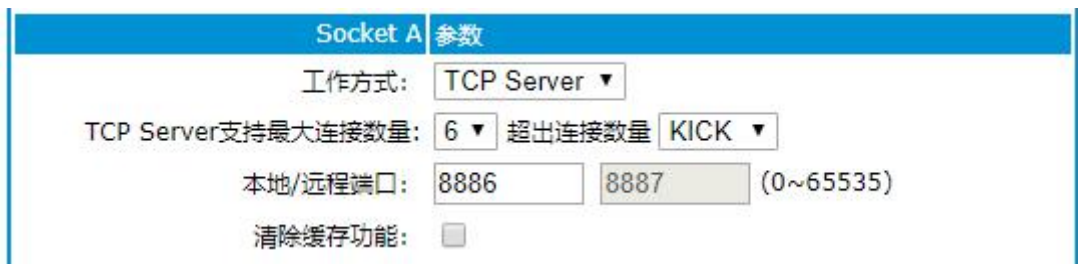 Socket A 参数
工作方式: TCP Server
TCP Server支持最大连接数量: 6 超出连接数量 KICK
本地/远程端口: 8886 8887 (0~65535)
清除缓存功能: